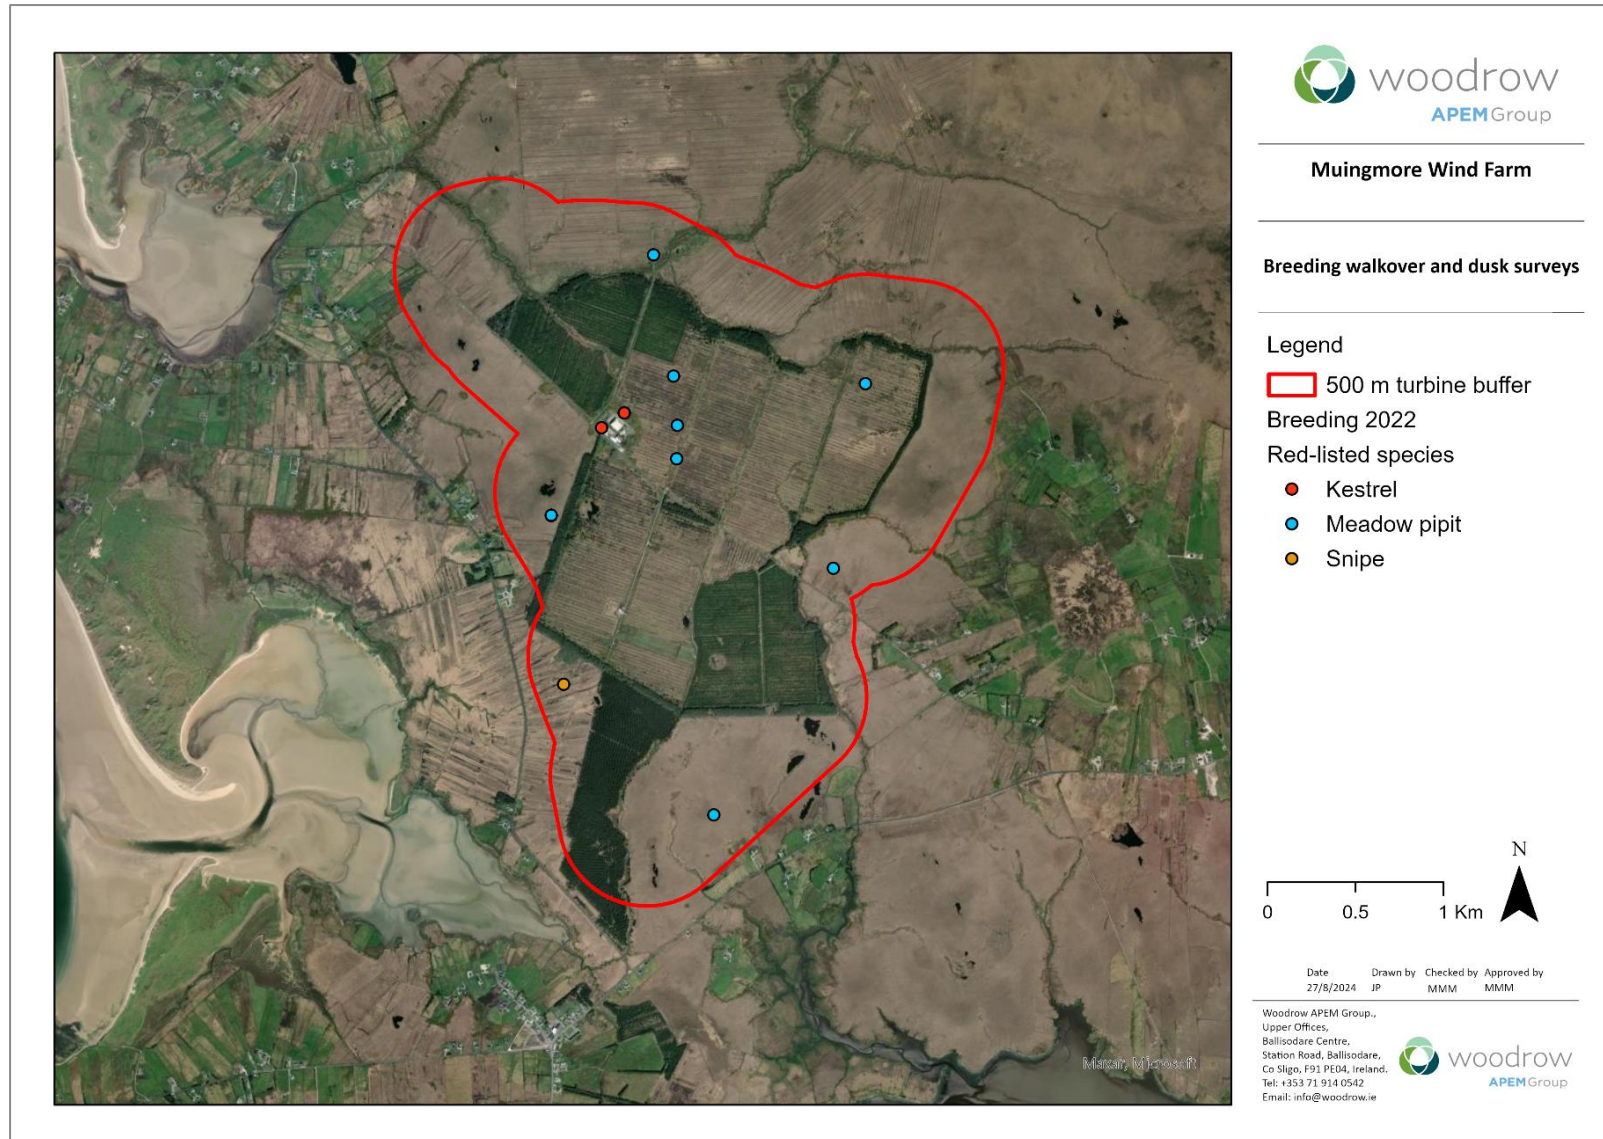 woodrow
APEM Group
Muingmore Wind Farm
Breeding walkover and dusk surveys
Legend
500 m turbine buffer
Breeding 2022
Red-listed species
Kestrel
Meadow pipit
Snipe
N
0 0.5 1 Km
Date Drawn by Checked by Approved by
27/8/2024 JP MMM MMM
Woodrow APEM Group.,
Upper Offices,
Ballisodare Centre,
Station Road, Ballisodare,
Co Sligo, F91 PE04, Ireland.
Tel: +353 71 914 0542
Email: info@woodrow.ie
woodrow
APEM Group
Maxar, Microsoft